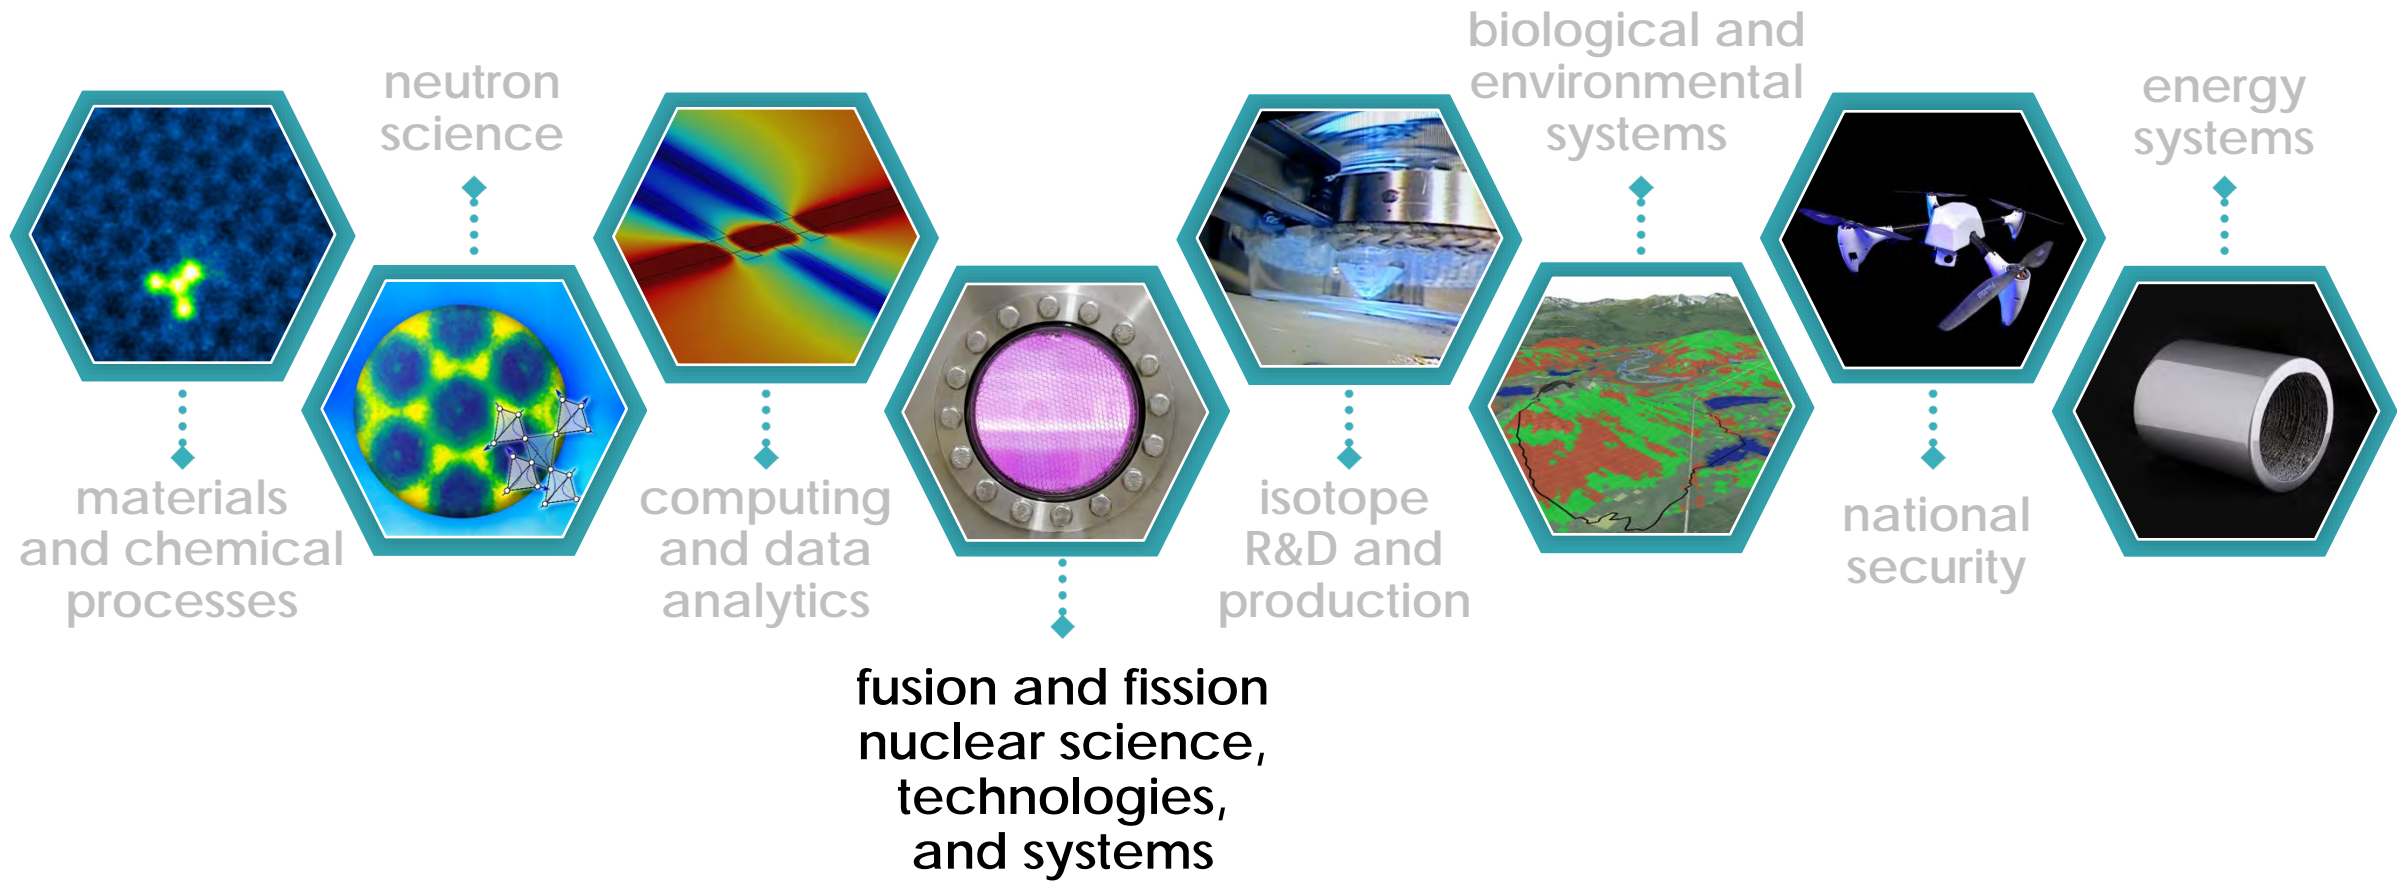 materials
and chemical
processes
neutron
science
computing
and data
analytics
fusion and fission
nuclear science,
technologies,
and systems
isotope
R&D and
production
biological and
environmental
systems
national
security
energy
systems